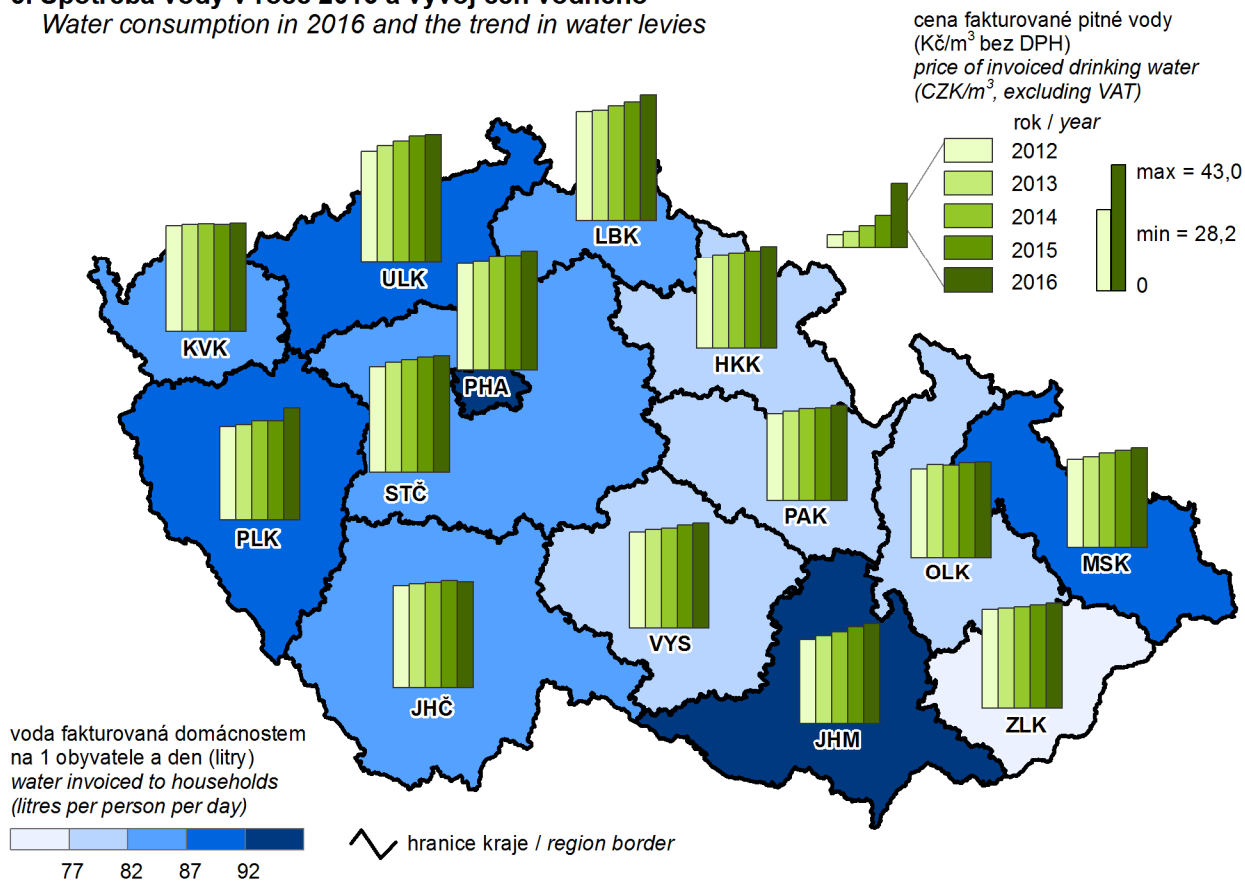 Water consumption in 2016 and the trend in water levies
cena fakturované pitné vody
(Kč/m³ bez DPH)
price of invoiced drinking water
(CZK/m³, excluding VAT)
rok / year
2012
2013
2014
2015
2016
max = 43,0
min = 28,2
0
LBK
ULK
KVK
HKK
PHA
STČ
PAK
PLK
OLK
MSK
VYS
JHČ
ZLK
JHM
voda fakturovaná domácnostem
na 1 obyvatele a den (litry)
water invoiced to households
(litres per person per day)
77 82 87 92
hranice kraje / region border